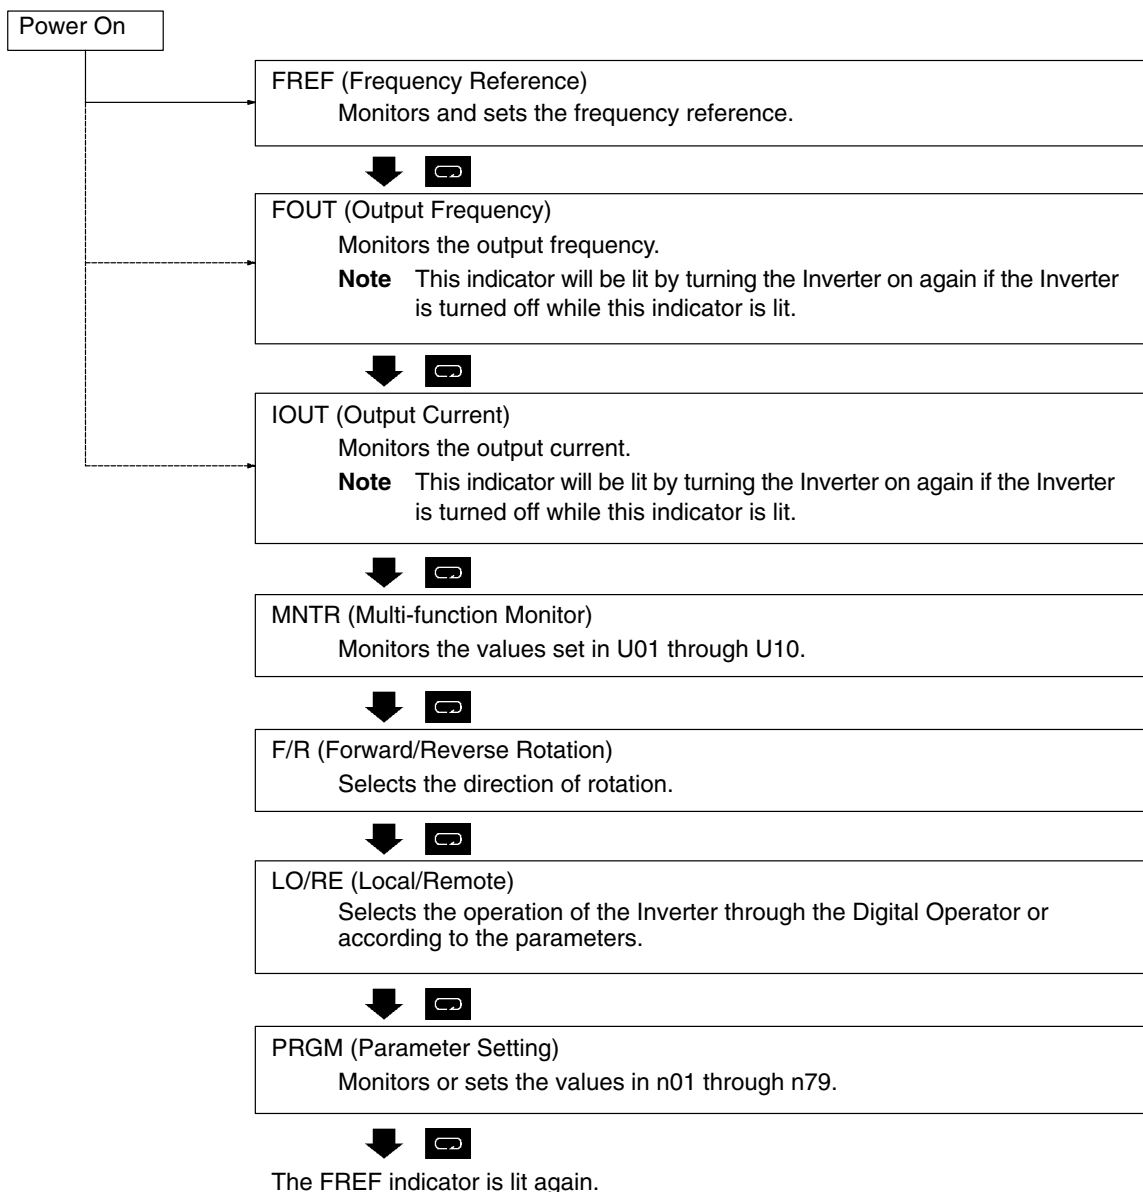 Power On
FREF (Frequency Reference)
Monitors and sets the frequency reference.
FOUT (Output Frequency)
Monitors the output frequency.
Note This indicator will be lit by turning the Inverter on again if the Inverter
is turned off while this indicator is lit.
IOUT (Output Current)
Monitors the output current.
Note This indicator will be lit by turning the Inverter on again if the Inverter
is turned off while this indicator is lit.
MNTR (Multi-function Monitor)
Monitors the values set in U01 through U10.
F/R (Forward/Reverse Rotation)
Selects the direction of rotation.
LO/RE (Local/Remote)
Selects the operation of the Inverter through the Digital Operator or
according to the parameters.
PRGM (Parameter Setting)
Monitors or sets the values in n01 through n79.
The FREF indicator is lit again.